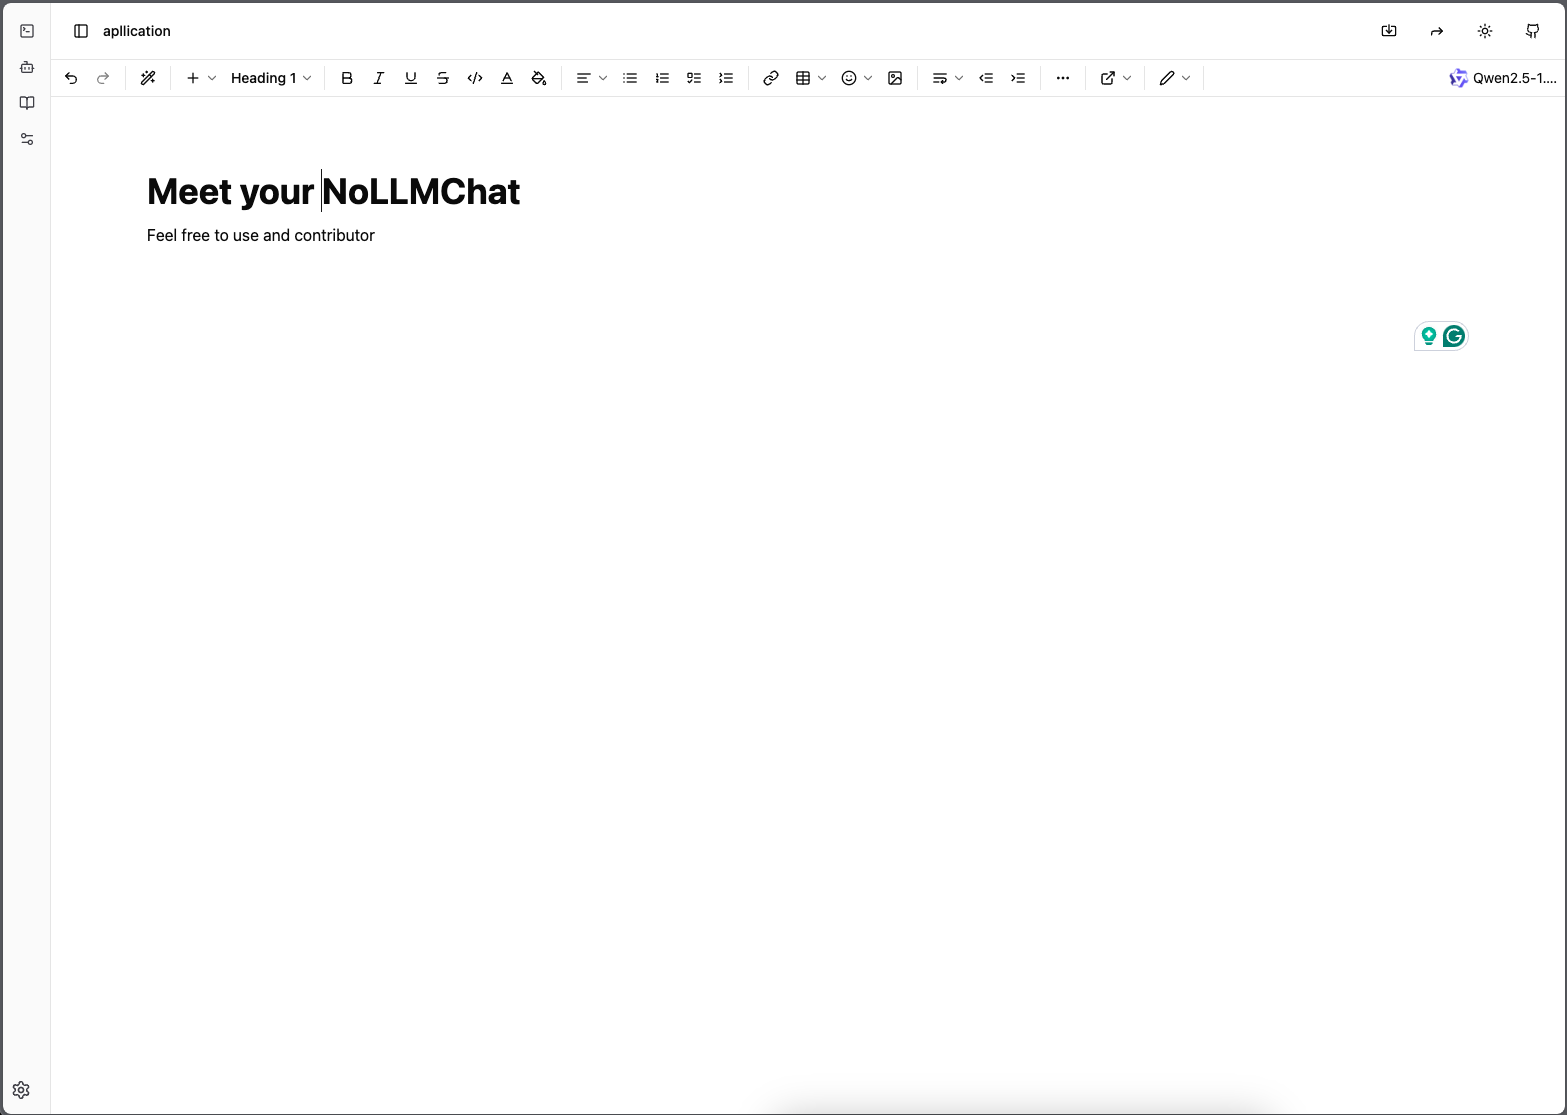 apllication
Heading 1
Qwen2.5-1....
Meet your NoLLMChat
Feel free to use and contributor